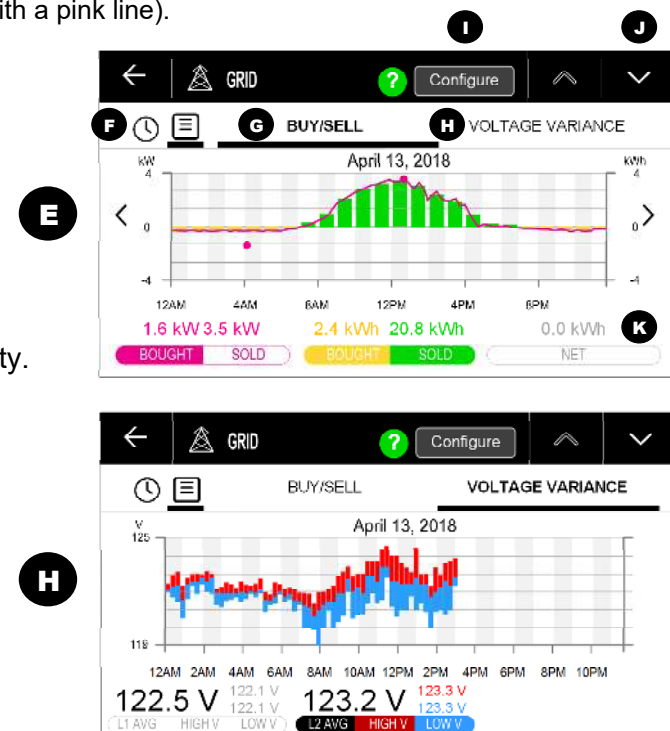 ith a pink line).
I J
GRID ? Configure
F G BUY/SELL H VOLTAGE VARIANCE
kW April 13, 2018 kWh
4 4
E
0 0
-4 -4
12AM 4AM 8AM 12PM 4PM 8PM
1.6 kW 3.5 kW 2.4 kWh 20.8 kWh 0.0 kWh K
BOUGHT SOLD BOUGHT SOLD NET
ty.
GRID ? Configure
BUY/SELL VOLTAGE VARIANCE
V April 13, 2018
125
H
118
12AM 2AM 4AM 6AM 8AM 10AM 12PM 2PM 4PM 6PM 8PM 10PM
122.5 V 122.1 V 123.2 V 123.3 V
122.1 V 123.3 V
L1 AVG HIGH V LOW V L2 AVG HIGH V LOW V